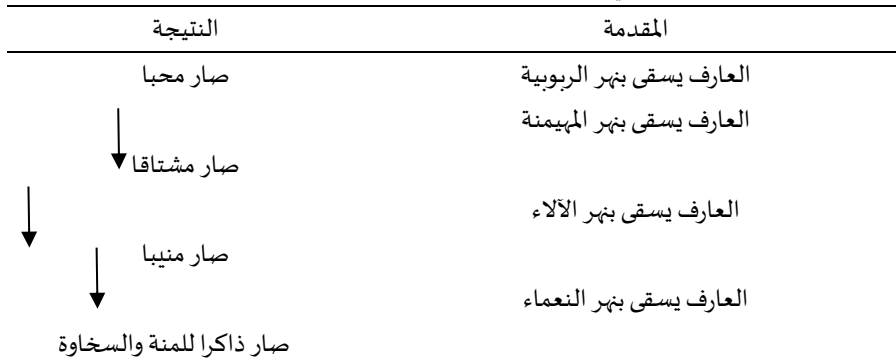 المقدمة النتيجة
العارف يسقى بنهر الربوبية صار محبا
العارف يسقى بنهر المهيمنة
صار مشتاقا
العارف يسقى بنهر الآلاء
صار منيبا
العارف يسقى بنهر النعماء
صار ذاكرا للمنة والسخاوة